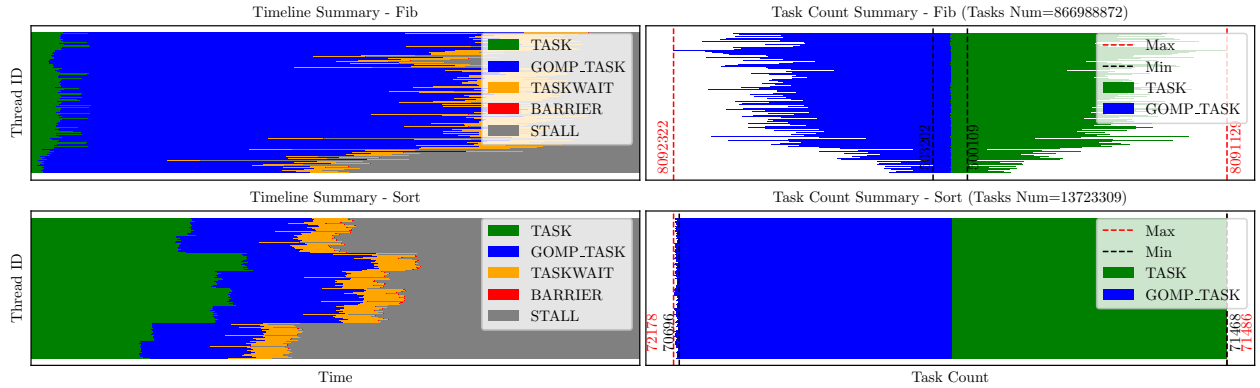 Timeline Summary - Fib
Thread ID
TASK
GOMP_TASK
TASKWAIT
BARRIER
STALL
Task Count Summary - Fib (Tasks Num=866988872)
Max
Min
TASK
GOMP_TASK
8092322
8091129
Timeline Summary - Sort
Thread ID
TASK
GOMP_TASK
TASKWAIT
BARRIER
STALL
Time
Task Count Summary - Sort (Tasks Num=13723309)
Max
Min
TASK
GOMP_TASK
72178
70696
71468
71486
Task Count